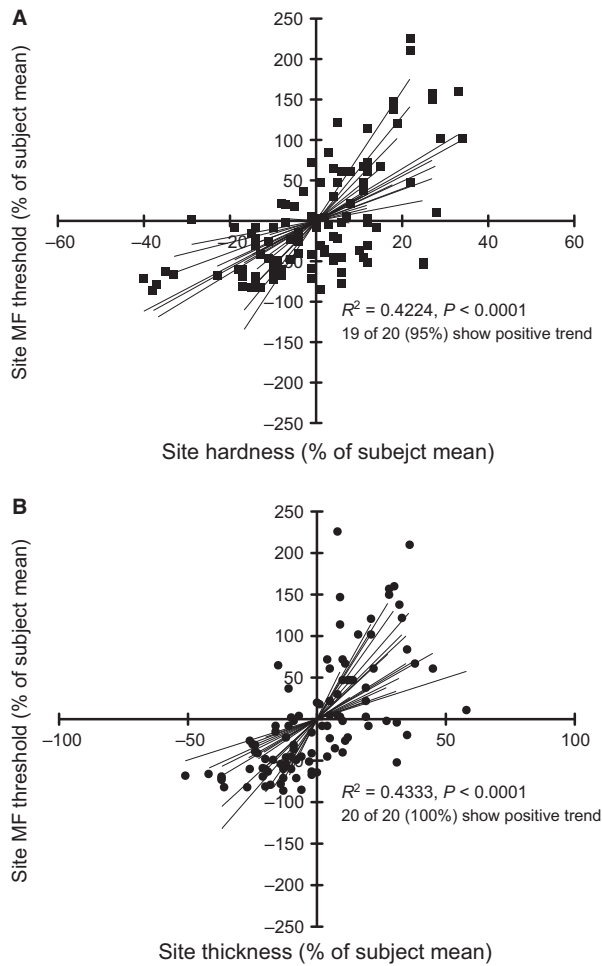 A
Site MF threshold (% of subject mean)
250
200
150
100
50
−60
−40
−20
20
40
60
−50
−100
−150
−200
−250
R² = 0.4224, P < 0.0001
19 of 20 (95%) show positive trend
Site hardness (% of subejct mean)
B
Site MF threshold (% of subject mean)
250
200
150
100
50
−100
−50
50
100
−100
−150
−200
−250
R² = 0.4333, P < 0.0001
20 of 20 (100%) show positive trend
Site thickness (% of subject mean)